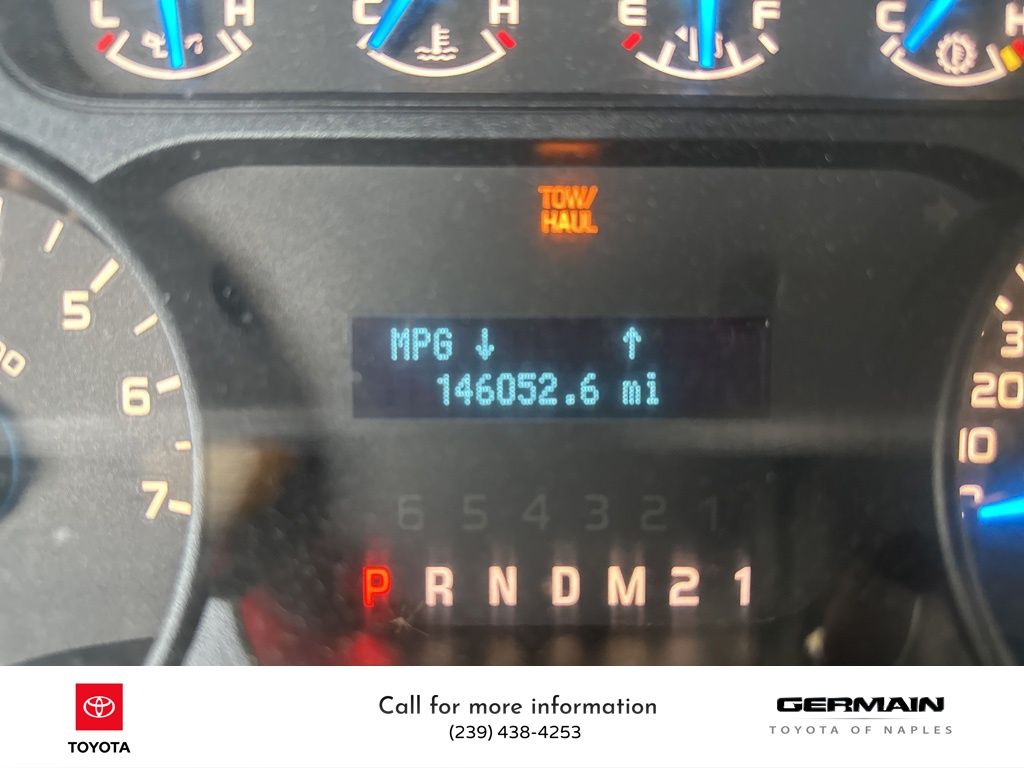 L H C H E F C H
TOW/
HAUL
MPG ↓ ↑
146052.6 mi
5
6
7
20
10
6 5 4 3 2 1
P R N D M 2 1
Call for more information
(239) 438-4253
TOYOTA
GERMAIN
TOYOTA OF NAPLES